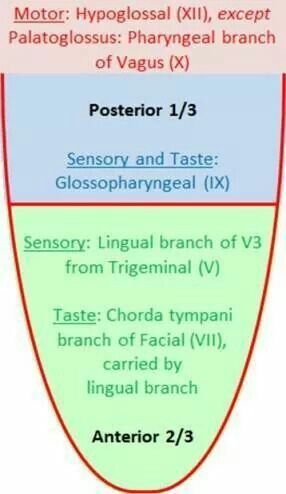 Motor: Hypoglossal (XII), except
Palatoglossus: Pharyngeal branch
of Vagus (X)
Posterior 1/3
Sensory and Taste:
Glossopharyngeal (IX)
Sensory: Lingual branch of V3
from Trigeminal (V)
Taste: Chorda tympani
branch of Facial (VII),
carried by
lingual branch
Anterior 2/3